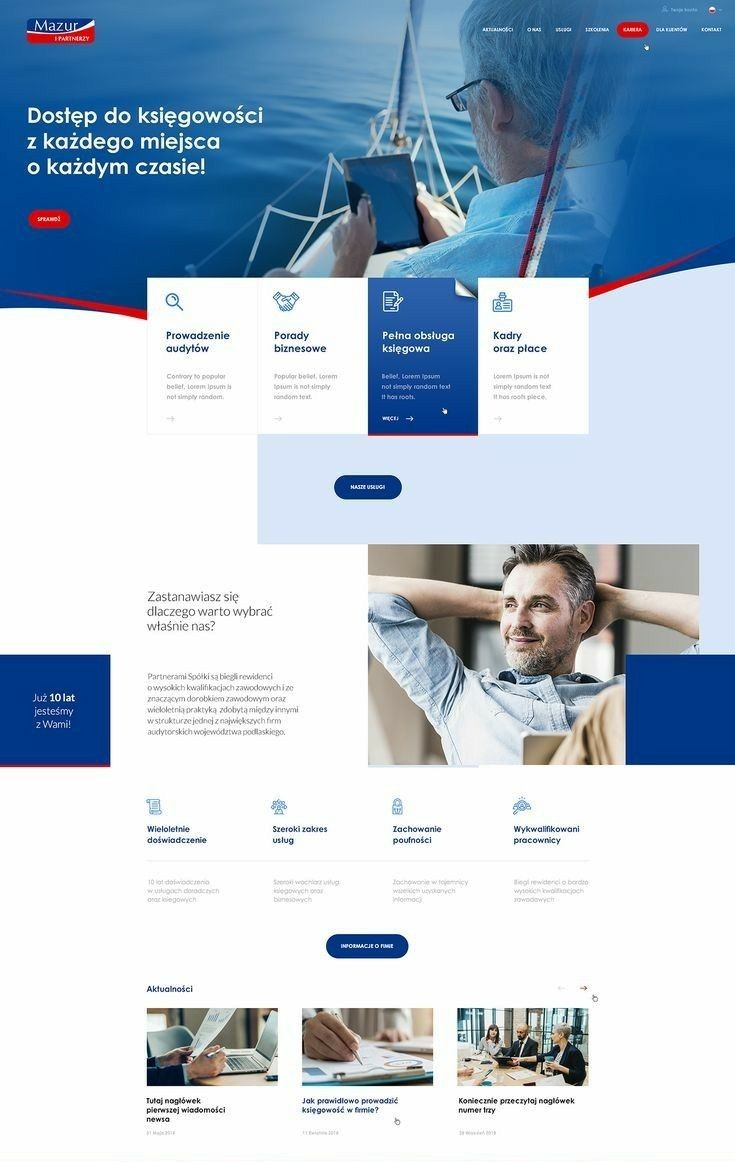 Mazur
I PARTNERZY
Twoje konto
AKTUALNOŚCI O NAS USŁUGI SZKOLENIA KARIERA DLA KLIENTÓW KONTAKT
Dostęp do księgowości
z każdego miejsca
o każdym czasie!
SPRAWDŹ
Prowadzenie
audytów
Contrary to popular
belief, Lorem Ipsum is
not simply random.
Porady
biznesowe
Popular belief, Lorem
Ipsum is not simply
random text.
Pełna obsługa
księgowa
Belief, Lorem Ipsum
not simply random text
It has roots.
WIĘCEJ
Kadry
oraz płace
Lorem Ipsum is not
simply random text
It has roots piece.
NASZE USŁUGI
Zastanawiasz się
dlaczego warto wybrać
właśnie nas?
Już 10 lat
jesteśmy
z Wami!
Partnerami Spółki są biegli rewidenci
o wysokich kwalifikacjach zawodowych i ze
znaczącym dorobkiem zawodowym oraz
wieloletnią praktyką zdobytą między innymi
w strukturze jednej z największych firm
audytorskich województwa podlaskiego.
Wieloletnie
doświadczenie
10 lat doświadczenia
w usługach doradczych
oraz księgowych
Szeroki zakres
usług
Szeroki wachlarz usług
księgowych oraz
biznesowych
Zachowanie
poufności
Zachowanie w tajemnicy
wszelkich uzyskanych
informacji
Wykwalifikowani
pracownicy
Biegli rewidenci o bardzo
wysokich kwalifikacjach
zawodowych
INFORMACJE O FIMIE
Aktualności
Tutaj nagłówek
pierwszej wiadomości
newsa
21 Maja 2018
Jak prawidłowo prowadzić
księgowość w firmie?
11 Kwietnia 2018
Koniecznie przeczytaj nagłówek
numer trzy
28 Wrzesień 2018